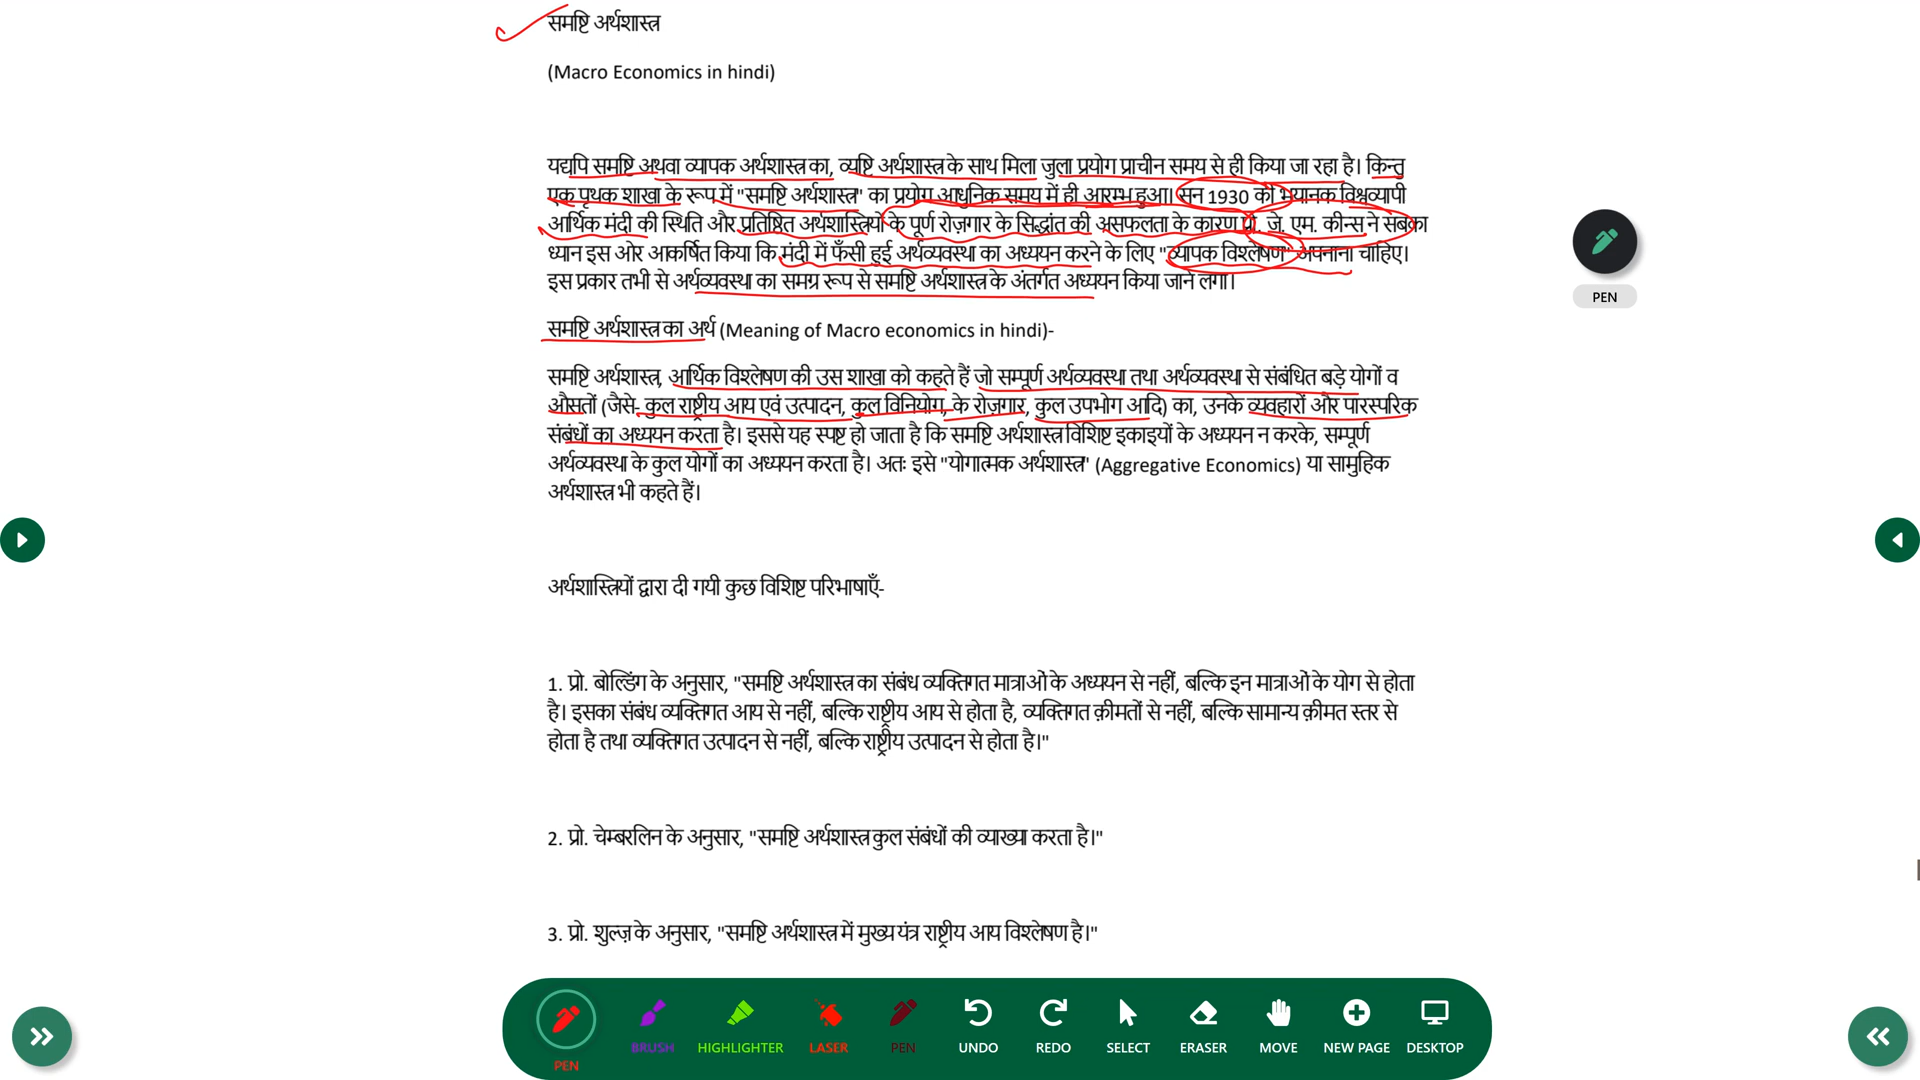 समष्टि अर्थशास्त्र
(Macro Economics in hindi)
यद्यपि समष्टि अथवा व्यापक अर्थशास्त्र का, व्यष्टि अर्थशास्त्र के साथ मिला जुला प्रयोग प्राचीन समय से ही किया जा रहा है। किन्तु
एक पृथक शाखा के रूप में "समष्टि अर्थशास्त्र" का प्रयोग आधुनिक समय में ही आरम्भ हुआ। सन 1930 की भयानक विश्वव्यापी
आर्थिक मंदी की स्थिति और प्रतिष्ठित अर्थशास्त्रियों के पूर्ण रोज़गार के सिद्धांत की असफलता के कारण प्रो. जे. एम. कीन्स ने सबका
ध्यान इस ओर आकर्षित किया कि मंदी में फँसी हुई अर्थव्यवस्था का अध्ययन करने के लिए "व्यापक विश्लेषण" अपनाना चाहिए।
इस प्रकार तभी से अर्थव्यवस्था का समग्र रूप से समष्टि अर्थशास्त्र के अंतर्गत अध्ययन किया जाने लगा।
समष्टि अर्थशास्त्र का अर्थ (Meaning of Macro economics in hindi)-
समष्टि अर्थशास्त्र, आर्थिक विश्लेषण की उस शाखा को कहते हैं जो सम्पूर्ण अर्थव्यवस्था तथा अर्थव्यवस्था से संबंधित बड़े योगों व
औसतों (जैसे- कुल राष्ट्रीय आय एवं उत्पादन, कुल विनियोग, के रोज़गार, कुल उपभोग आदि) का, उनके व्यवहारों और पारस्परिक
संबंधों का अध्ययन करता है। इससे यह स्पष्ट हो जाता है कि समष्टि अर्थशास्त्र विशिष्ट इकाइयों के अध्ययन न करके, सम्पूर्ण
अर्थव्यवस्था के कुल योगों का अध्ययन करता है। अतः इसे "योगात्मक अर्थशास्त्र" (Aggregative Economics) या सामुहिक
अर्थशास्त्र भी कहते हैं।
अर्थशास्त्रियों द्वारा दी गयी कुछ विशिष्ट परिभाषाएँ-
1. प्रो. बोल्डिंग के अनुसार, "समष्टि अर्थशास्त्र का संबंध व्यक्तिगत मात्राओं के अध्ययन से नहीं, बल्कि इन मात्राओं के योग से होता
है। इसका संबंध व्यक्तिगत आय से नहीं, बल्कि राष्ट्रीय आय से होता है, व्यक्तिगत क़ीमतों से नहीं, बल्कि सामान्य क़ीमत स्तर से
होता है तथा व्यक्तिगत उत्पादन से नहीं, बल्कि राष्ट्रीय उत्पादन से होता है।"
2. प्रो. चेम्बरलिन के अनुसार, "समष्टि अर्थशास्त्र कुल संबंधों की व्याख्या करता है।"
3. प्रो. शुल्ज़ के अनुसार, "समष्टि अर्थशास्त्र में मुख्य यंत्र राष्ट्रीय आय विश्लेषण है।"
PEN
PEN BRUSH HIGHLIGHTER LASER PEN UNDO REDO SELECT ERASER MOVE NEW PAGE DESKTOP